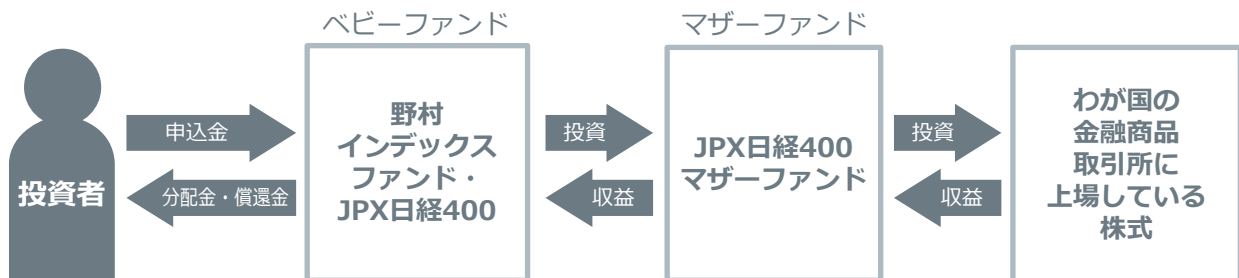 ベビーファンド
マザーファンド
投資者
申込金
分配金・償還金
野村
インデックス
ファンド・
JPX日経400
投資
収益
JPX日経400
マザーファンド
投資
収益
わが国の
金融商品
取引所に
上場している
株式